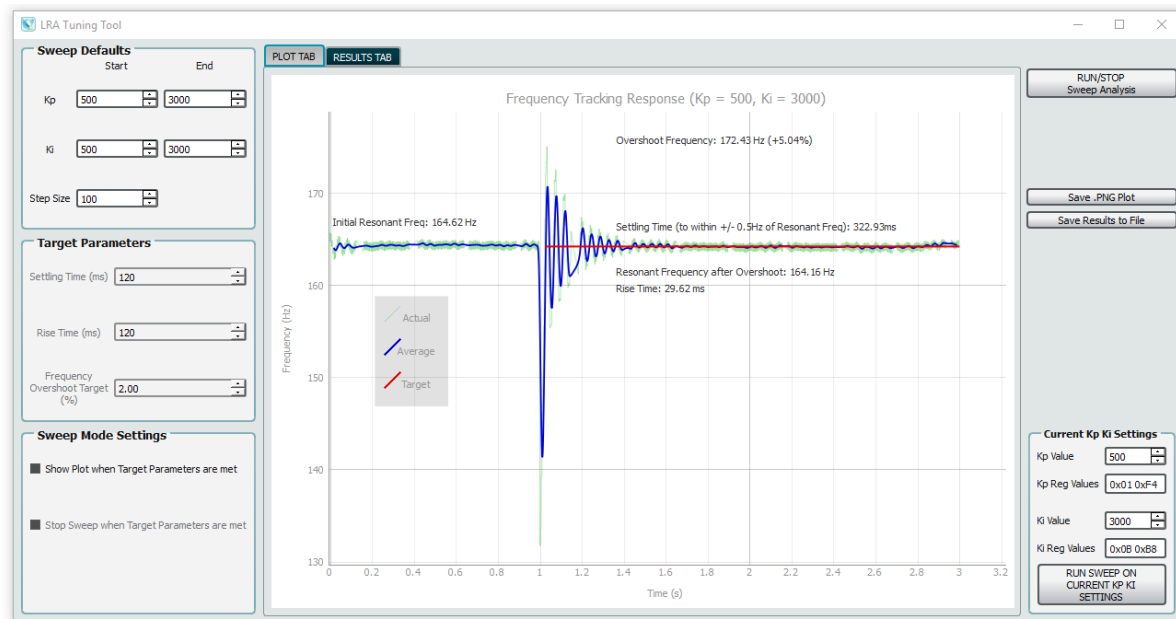 LRA Tuning Tool
Sweep Defaults
Start End
Kp 500 3000
Ki 500 3000
Step Size 100
Target Parameters
Settling Time (ms) 120
Rise Time (ms) 120
Frequency
Overshoot Target 2.00
(%)
Sweep Mode Settings
Show Plot when Target Parameters are met
Stop Sweep when Target Parameters are met
PLOT TAB RESULTS TAB
Frequency Tracking Response (Kp = 500, Ki = 3000)
Overshoot Frequency: 172.43 Hz (+5.04%)
Initial Resonant Freq: 164.62 Hz
Settling Time (to within +/- 0.5Hz of Resonant Freq): 322.93ms
Resonant Frequency after Overshoot: 164.16 Hz
Rise Time: 29.62 ms
Actual
Average
Target
Frequency (Hz)
170
160
150
140
130
0 0.2 0.4 0.6 0.8 1 1.2 1.4 1.6 1.8 2 2.2 2.4 2.6 2.8 3 3.2
Time (s)
RUN/STOP
Sweep Analysis
Save .PNG Plot
Save Results to File
Current Kp Ki Settings
Kp Value 500
Kp Reg Values 0x01 0xF4
Ki Value 3000
Ki Reg Values 0x0B 0xB8
RUN SWEEP ON
CURRENT KP KI
SETTINGS